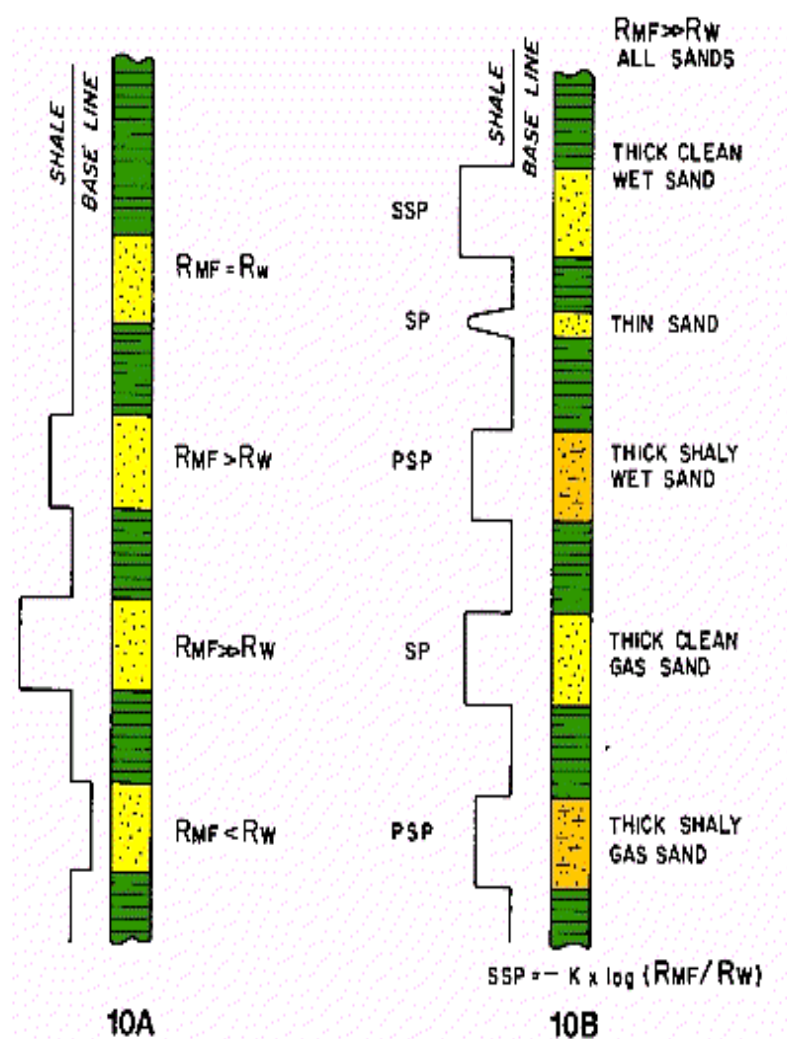 SHALE
BASE LINE
RMF = RW
RMF > RW
RMF >> RW
RMF < RW
10A
RMF >> RW
ALL SANDS
SHALE
BASE LINE
THICK CLEAN
WET SAND
SSP
SP
THIN SAND
PSP
THICK SHALY
WET SAND
SP
THICK CLEAN
GAS SAND
PSP
THICK SHALY
GAS SAND
SSP = - K x log (RMF/RW)
10B